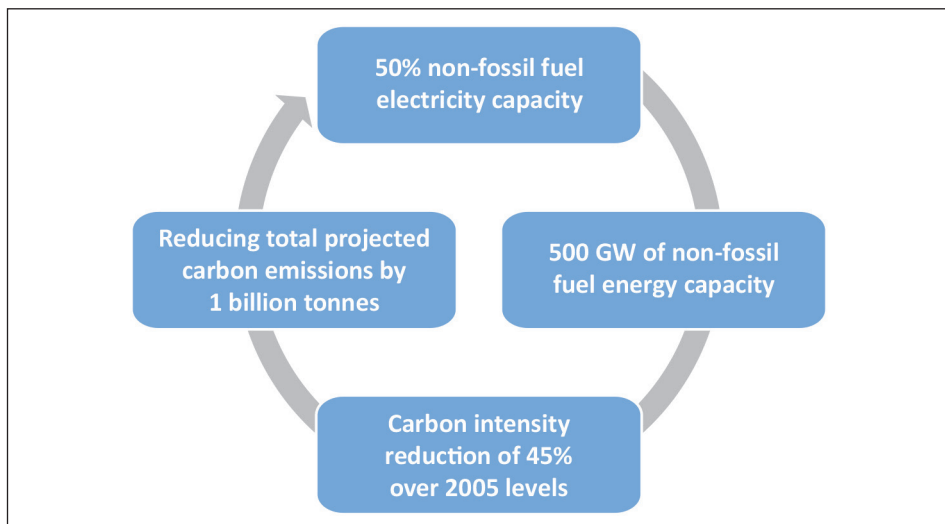 50% non-fossil fuel
electricity capacity
500 GW of non-fossil
fuel energy capacity
Carbon intensity
reduction of 45%
over 2005 levels
Reducing total projected
carbon emissions by
1 billion tonnes